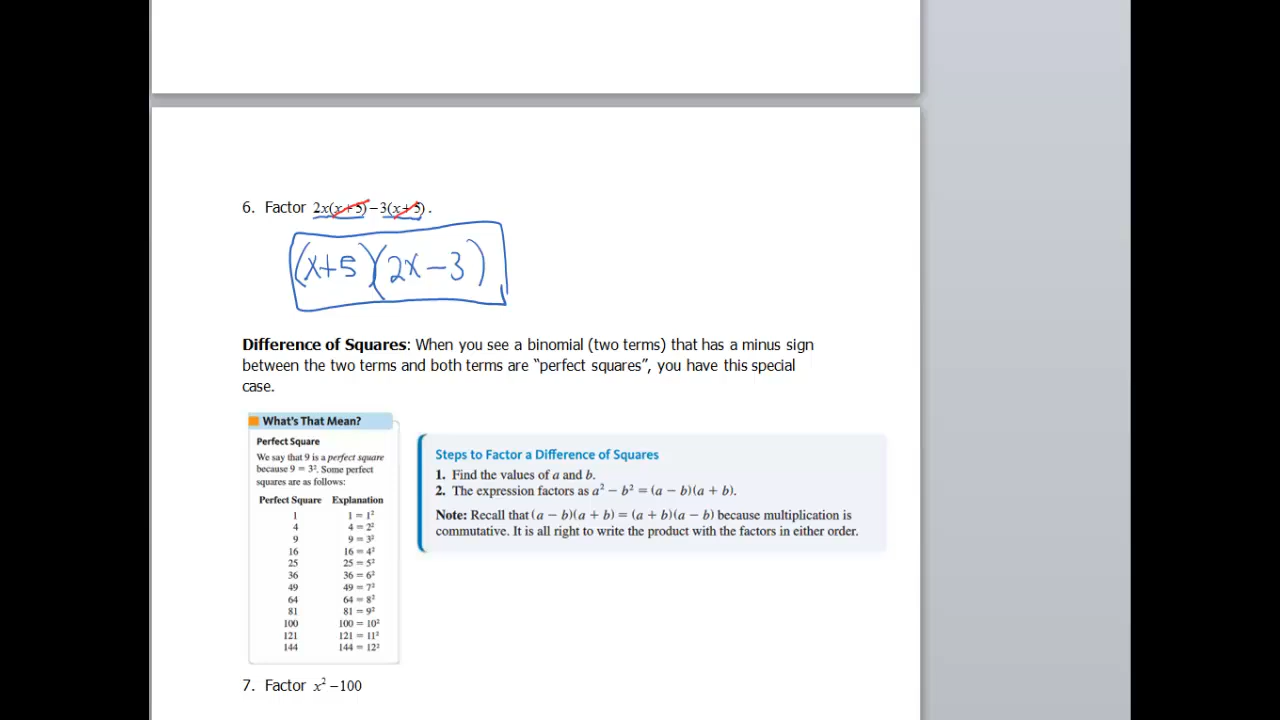 6. Factor 2x(x+5)−3(x+5).
(x+5)(2x−3)
Difference of Squares: When you see a binomial (two terms) that has a minus sign
between the two terms and both terms are “perfect squares”, you have this special
case.
What's That Mean?
Perfect Square
We say that 9 is a perfect square
because 9 = 3². Some perfect
squares are as follows:
Perfect Square Explanation
1 1 = 1²
4 4 = 2²
9 9 = 3²
16 16 = 4²
25 25 = 5²
36 36 = 6²
49 49 = 7²
64 64 = 8²
81 81 = 9²
100 100 = 10²
121 121 = 11²
144 144 = 12²
Steps to Factor a Difference of Squares
1. Find the values of a and b.
2. The expression factors as a² − b² = (a − b)(a + b).
Note: Recall that (a − b)(a + b) = (a + b)(a − b) because multiplication is
commutative. It is all right to write the product with the factors in either order.
7. Factor x² −100